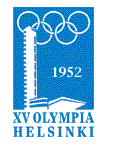 1952
XV OLYMPIA
HELSINKI